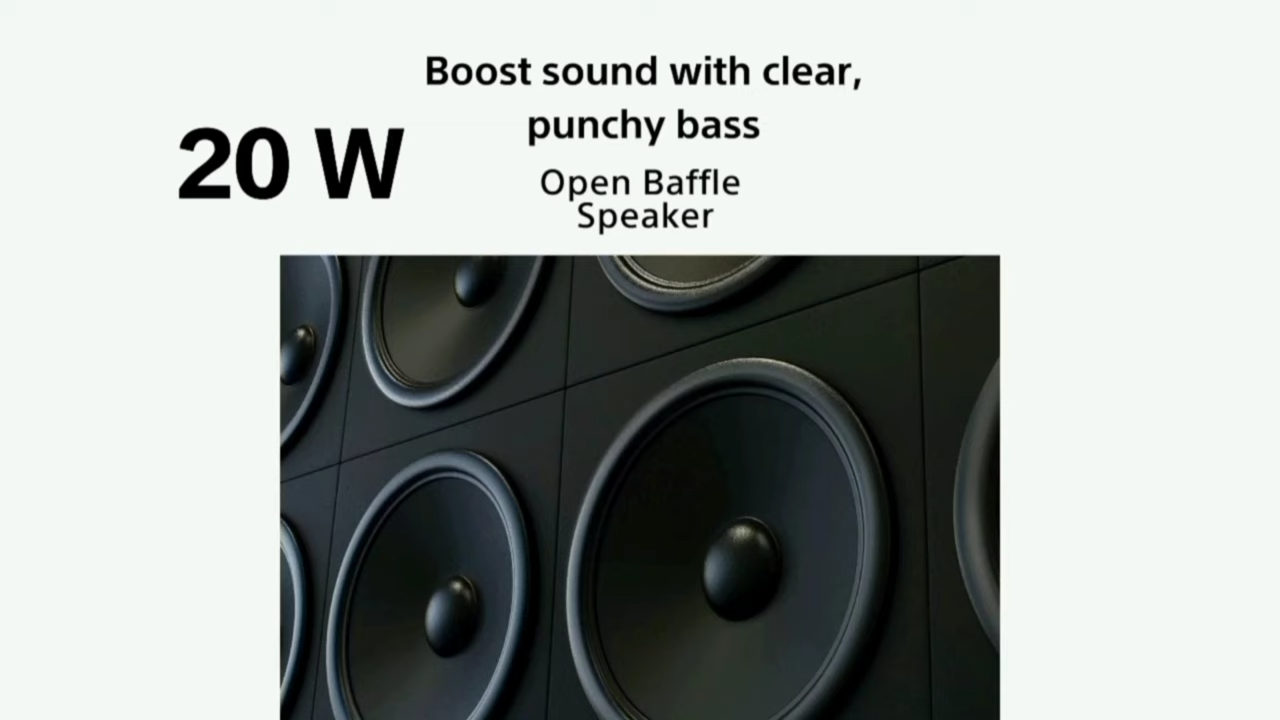 Boost sound with clear,
punchy bass
20 W
Open Baffle
Speaker